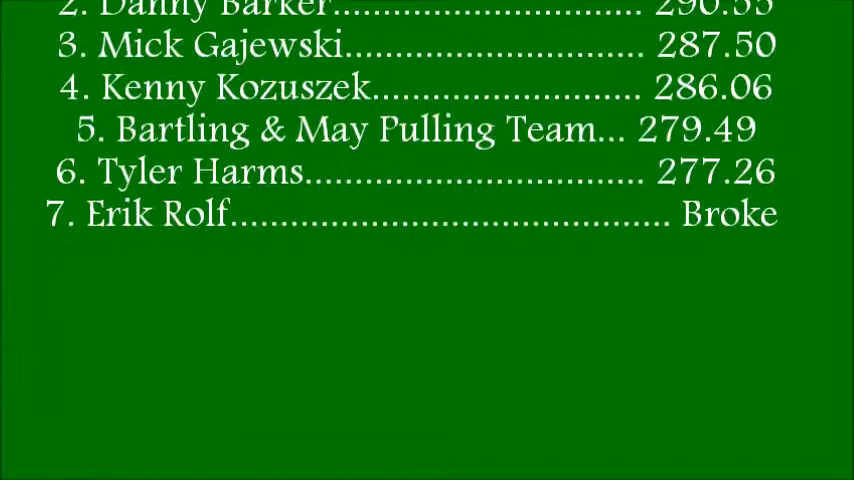 2. Danny Barker............................... 290.55
3. Mick Gajewski.............................. 287.50
4. Kenny Kozuszek........................... 286.06
5. Bartling & May Pulling Team... 279.49
6. Tyler Harms.................................. 277.26
7. Erik Rolf............................................ Broke